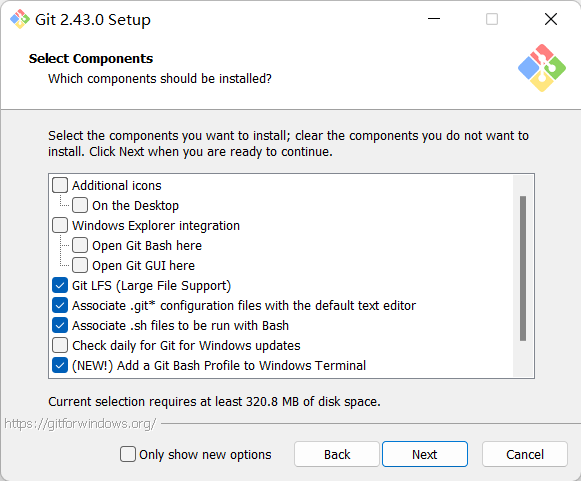 Git 2.43.0 Setup
Select Components
Which components should be installed?
Select the components you want to install; clear the components you do not want to
install. Click Next when you are ready to continue.
Additional icons
On the Desktop
Windows Explorer integration
Open Git Bash here
Open Git GUI here
Git LFS (Large File Support)
Associate .git* configuration files with the default text editor
Associate .sh files to be run with Bash
Check daily for Git for Windows updates
(NEW!) Add a Git Bash Profile to Windows Terminal
Current selection requires at least 320.8 MB of disk space.
https://gitforwindows.org/
Only show new options
Back
Next
Cancel